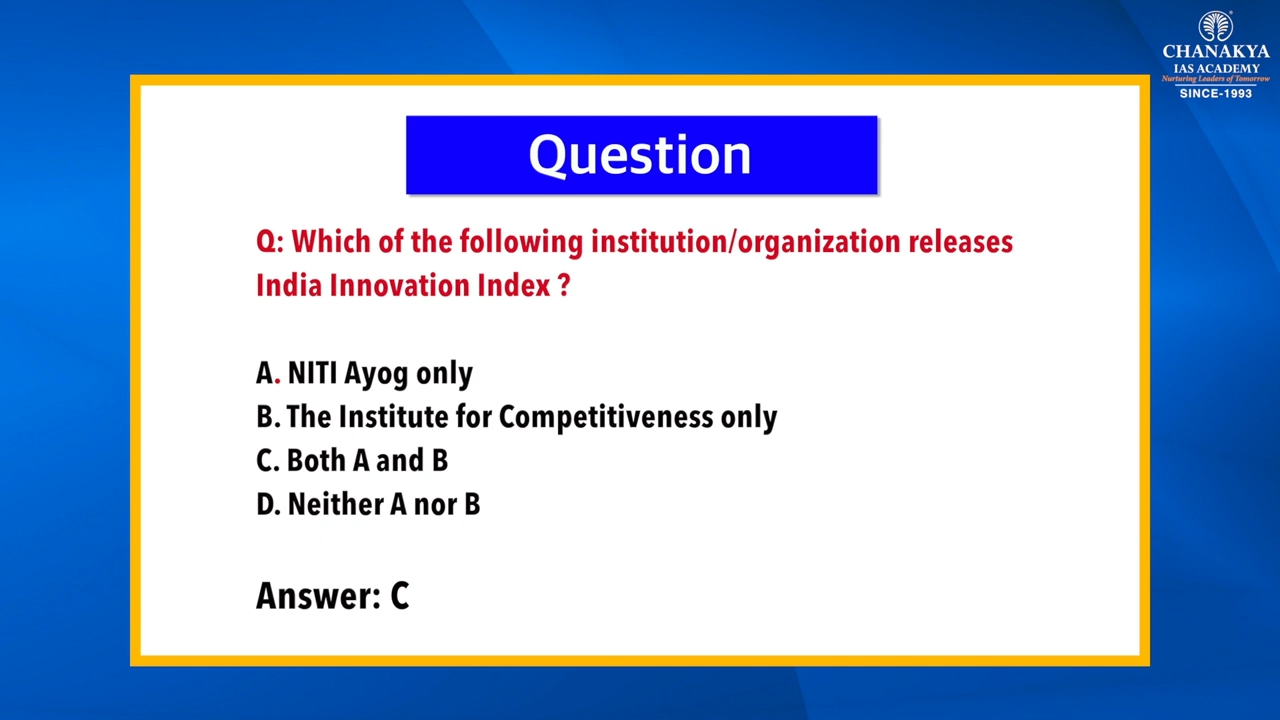 CHANAKYA
IAS ACADEMY
Nurturing Leaders of Tomorrow
SINCE-1993
Question
Q: Which of the following institution/organization releases
India Innovation Index ?
A. NITI Ayog only
B. The Institute for Competitiveness only
C. Both A and B
D. Neither A nor B
Answer: C